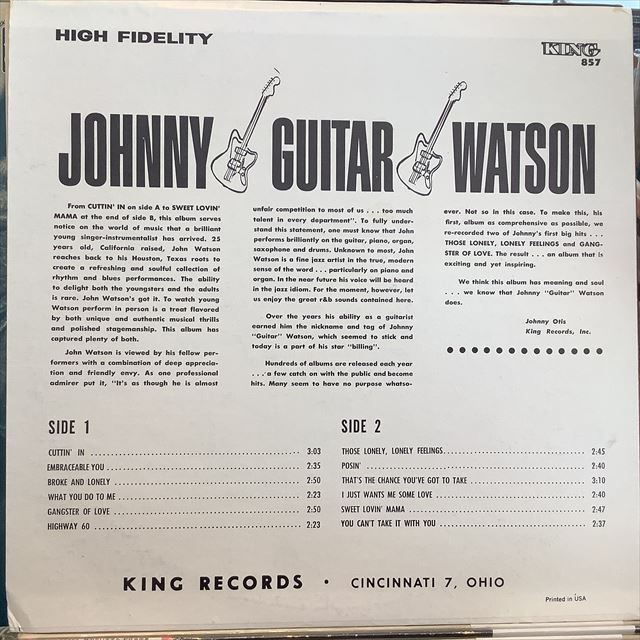 HIGH FIDELITY
KING
857
JOHNNY GUITAR WATSON
From CUTTIN' IN on side A to SWEET LOVIN'
MAMA at the end of side B, this album serves
notice on the world of music that a brilliant
young singer-instrumentalist has arrived. 25
years old, California raised, John Watson
reaches back to his Houston, Texas roots to
create a refreshing and soulful collection of
rhythm and blues performances. The ability
to delight both the youngsters and the adults
is rare. John Watson's got it. To watch young
Watson perform in person is a treat flavored
by both unique and authentic musical thrills
and polished stagemanship. This album has
captured plenty of both.
John Watson is viewed by his fellow per-
formers with a combination of deep apprecia-
tion and friendly envy. As one professional
admirer put it, "It's as though he is almost
unfair competition to most of us . . . too much
talent in every department". To fully under-
stand this statement, one must know that John
performs brilliantly on the guitar, piano, organ,
saxophone and drums. Unknown to most, John
Watson is a fine jazz artist in the true, modern
sense of the word . . . particularly on piano and
organ. In the near future his voice will be heard
in the jazz idiom. For the moment, however, let
us enjoy the great r&b sounds contained here.
Over the years his ability as a guitarist
earned him the nickname and tag of Johnny
"Guitar" Watson, which seemed to stick and
today is a part of his star "billing".
Hundreds of albums are released each year
. . . a few catch on with the public and become
hits. Many seem to have no purpose whatso-
ever. Not so in this case. To make this, his
first, album as comprehensive as possible, we
re-recorded two of Johnny's first big hits . . .
THOSE LONELY, LONELY FEELINGS and GANG-
STER OF LOVE. The result . . . an album that is
exciting and yet inspiring.
We think this album has meaning and soul
. . . we know that Johnny "Guitar" Watson
does.
Johnny Otis
King Records, Inc.
SIDE 1
CUTTIN' IN 3:03
EMBRACEABLE YOU 2:35
BROKE AND LONELY 2:50
WHAT YOU DO TO ME 2:23
GANGSTER OF LOVE 2:50
HIGHWAY 60 2:23
SIDE 2
THOSE LONELY, LONELY FEELINGS 2:45
POSIN' 2:40
THAT'S THE CHANCE YOU'VE GOT TO TAKE 3:10
I JUST WANTS ME SOME LOVE 2:40
SWEET LOVIN' MAMA 2:47
YOU CAN'T TAKE IT WITH YOU 2:37
KING RECORDS • CINCINNATI 7, OHIO
Printed in USA